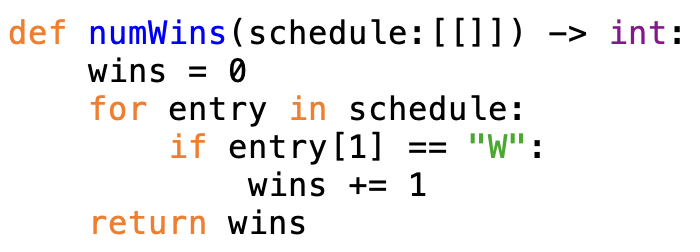 def numWins(schedule:[[]]) -> int:
    wins = 0
    for entry in schedule:
        if entry[1] == "W":
            wins += 1
    return wins